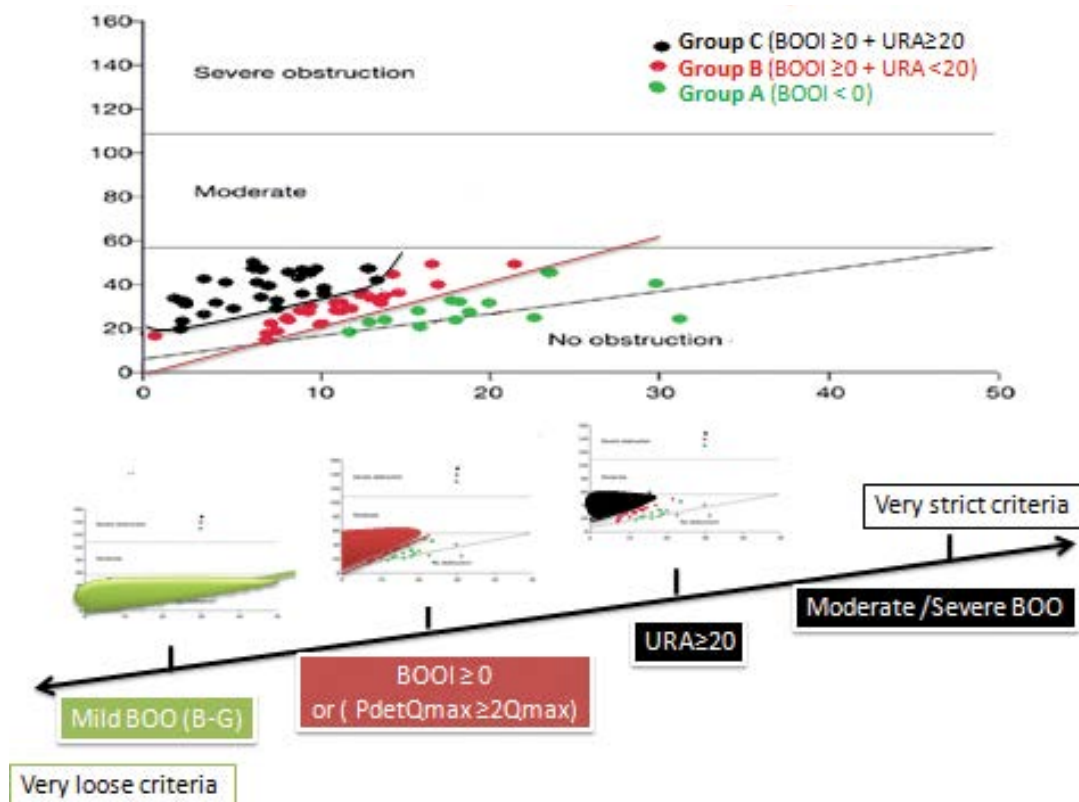 160
140
120
100
80
60
40
20
0
Severe obstruction
Moderate
No obstruction
Group C (BOOI ≥0 + URA≥20
Group B (BOOI ≥0 + URA <20)
Group A (BOOI < 0)
0 10 20 30 40 50
Very strict criteria
Moderate /Severe BOO
URA≥20
BOOI ≥ 0
or ( PdetQmax ≥2Qmax)
Mild BOO (B-G)
Very loose criteria